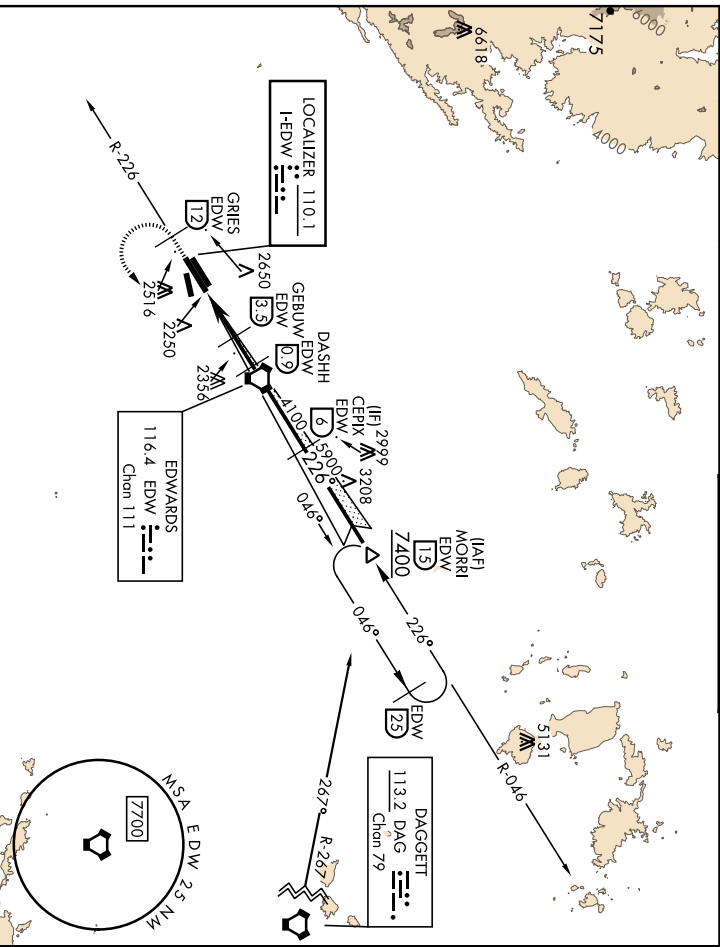 7175
6000
6618
4000
LOCALIZER 110.1
I-EDW
R-226
GRIES
EDW
12
2650
2516
2250
GEBUW
EDW
3.5
2356
DASHH
EDW
0.9
(IF)
CEPIX
EDW
6
2999
3208
4100
5900
226°
046°
EDWARDS
116.4 EDW
Chan 111
(IAF)
MORRI
EDW
15
7400
226°
046°
EDW
25
5131
R-046
DAGGETT
113.2 DAG
Chan 79
267°
R-267
MSA EDW 25 NM
7700